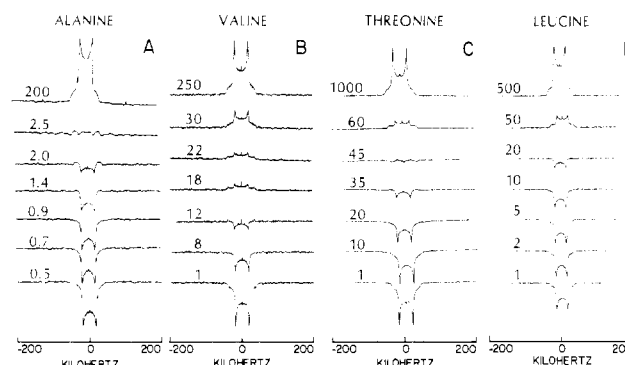 ALANINE VALINE THREONINE LEUCINE
A B C
200 250 1000 500
2.5 30 60 50
2.0 22 45 20
1.4 18 35 10
0.9 12 20 5
0.7 8 10 2
0.5 1 1 1
-200 0 200 -200 0 200 -200 0 200 -200 0 200
KILOHERTZ KILOHERTZ KILOHERTZ KILOHERTZ